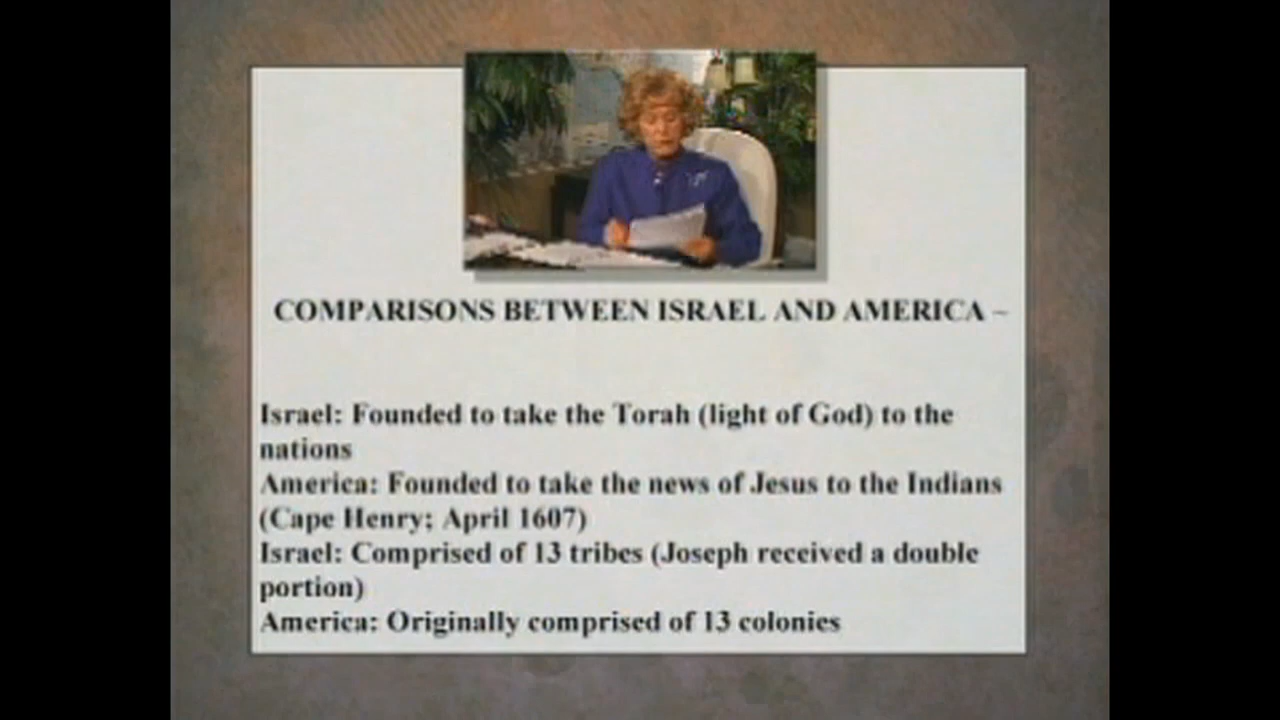 COMPARISONS BETWEEN ISRAEL AND AMERICA ~
Israel: Founded to take the Torah (light of God) to the
nations
America: Founded to take the news of Jesus to the Indians
(Cape Henry; April 1607)
Israel: Comprised of 13 tribes (Joseph received a double
portion)
America: Originally comprised of 13 colonies